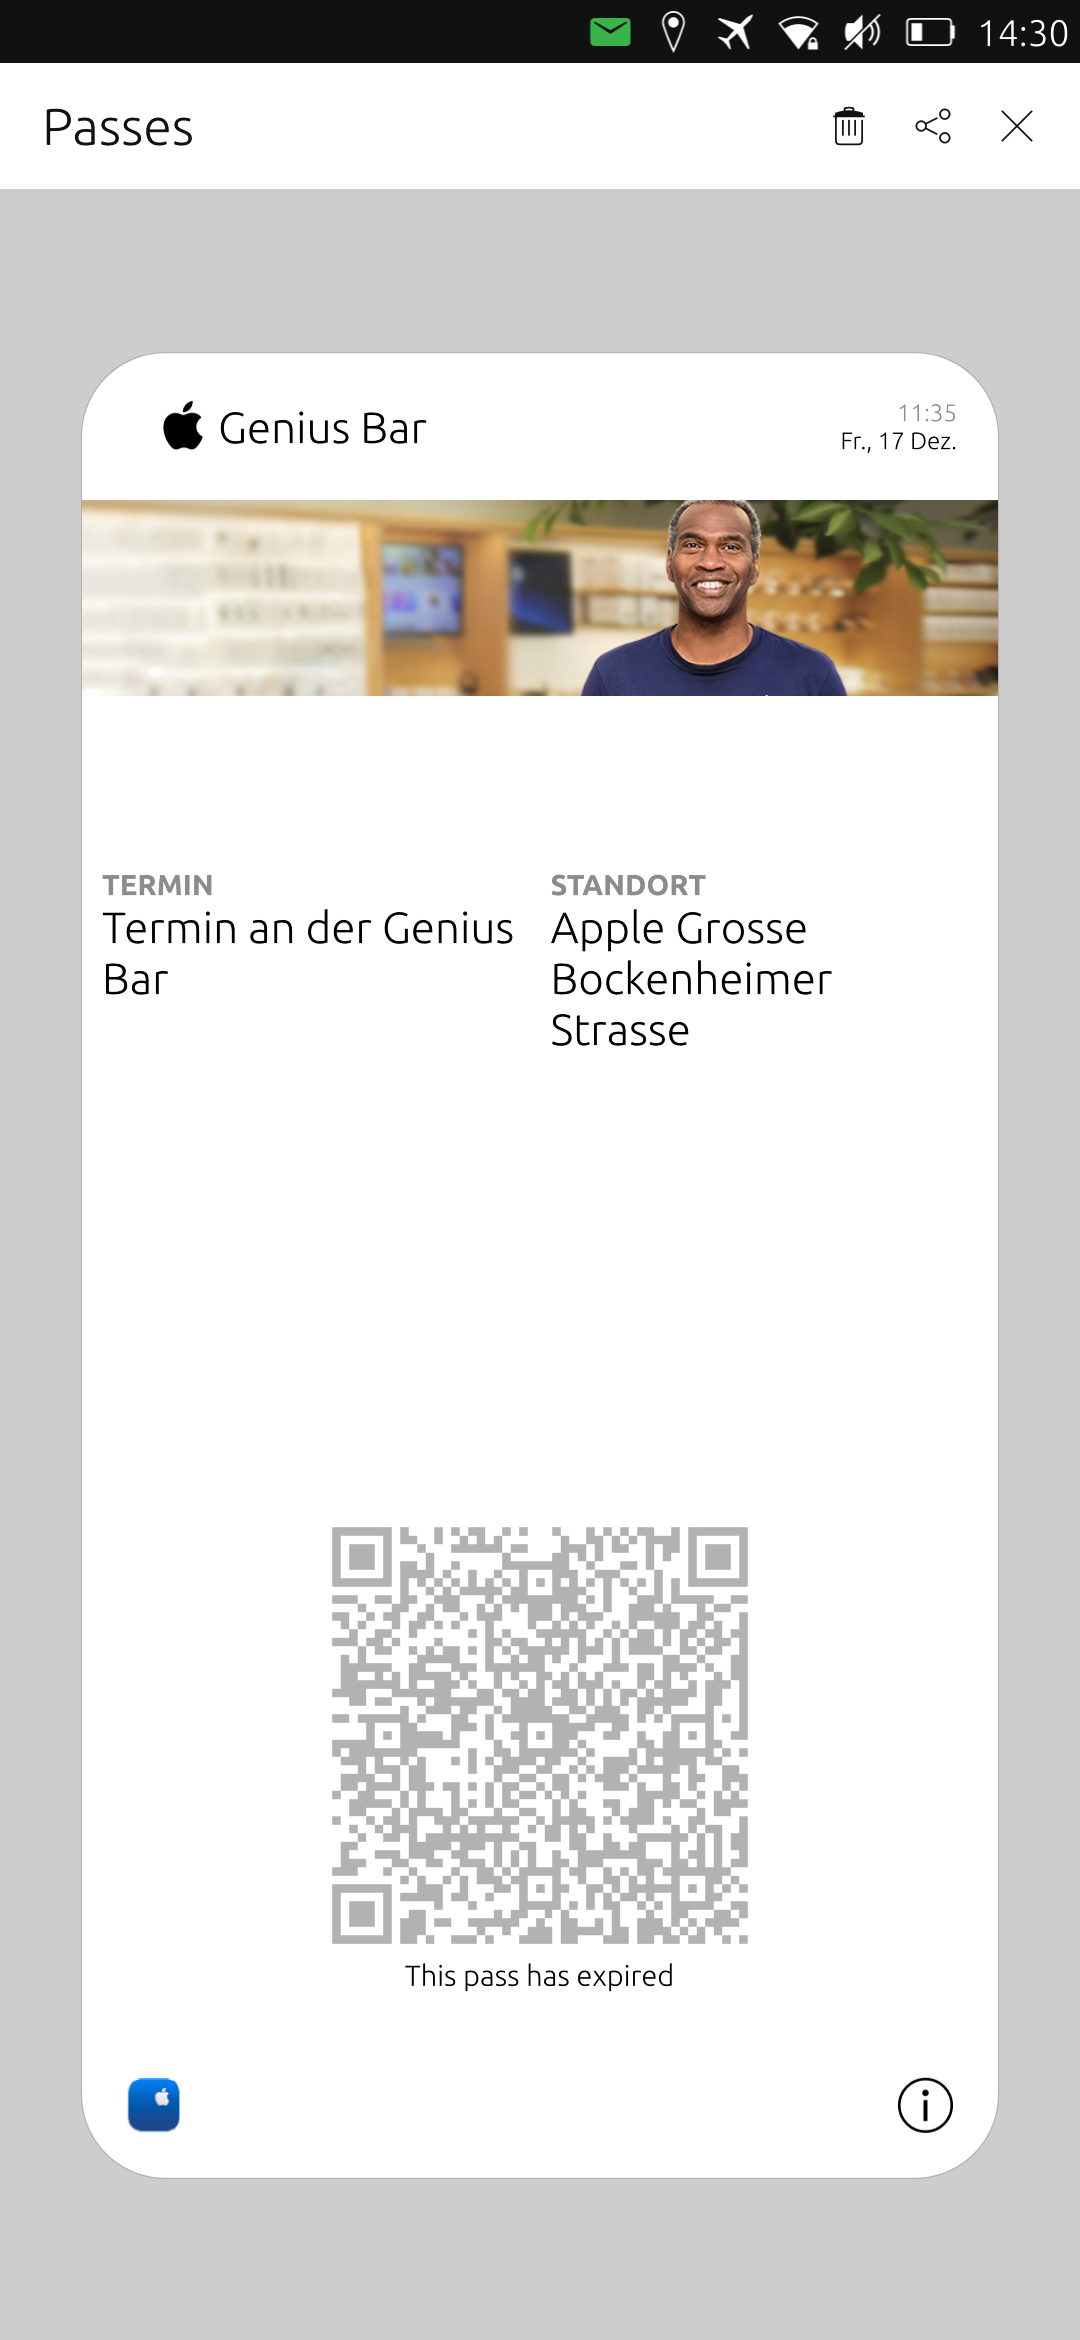 14:30
Passes
Genius Bar
11:35
Fr., 17 Dez.
TERMIN
Termin an der Genius
Bar
STANDORT
Apple Grosse
Bockenheimer
Strasse
This pass has expired